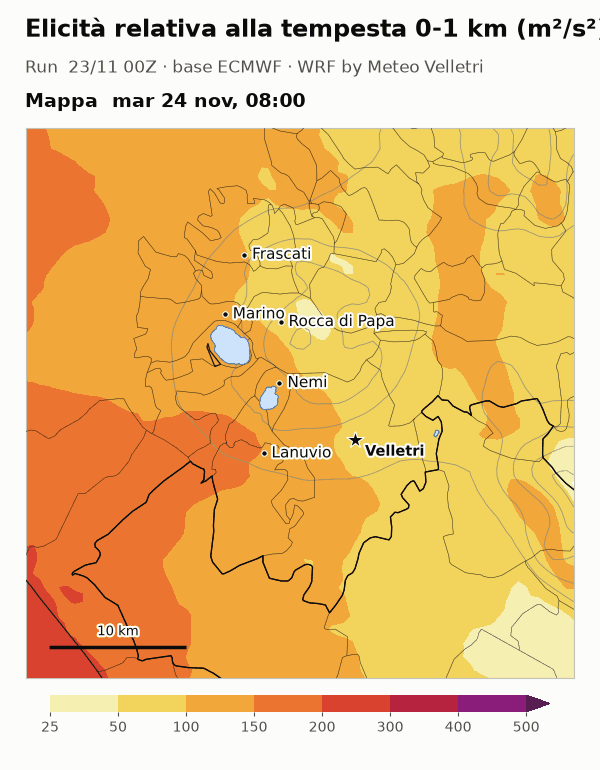 Elicità relativa alla tempesta 0-1 km (m²/s²)
Run 23/11 00Z · base ECMWF · WRF by Meteo Velletri
Mappa mar 24 nov, 08:00
Frascati
Marino
Rocca di Papa
Nemi
Velletri
Lanuvio
10 km
25 50 100 150 200 300 400 500